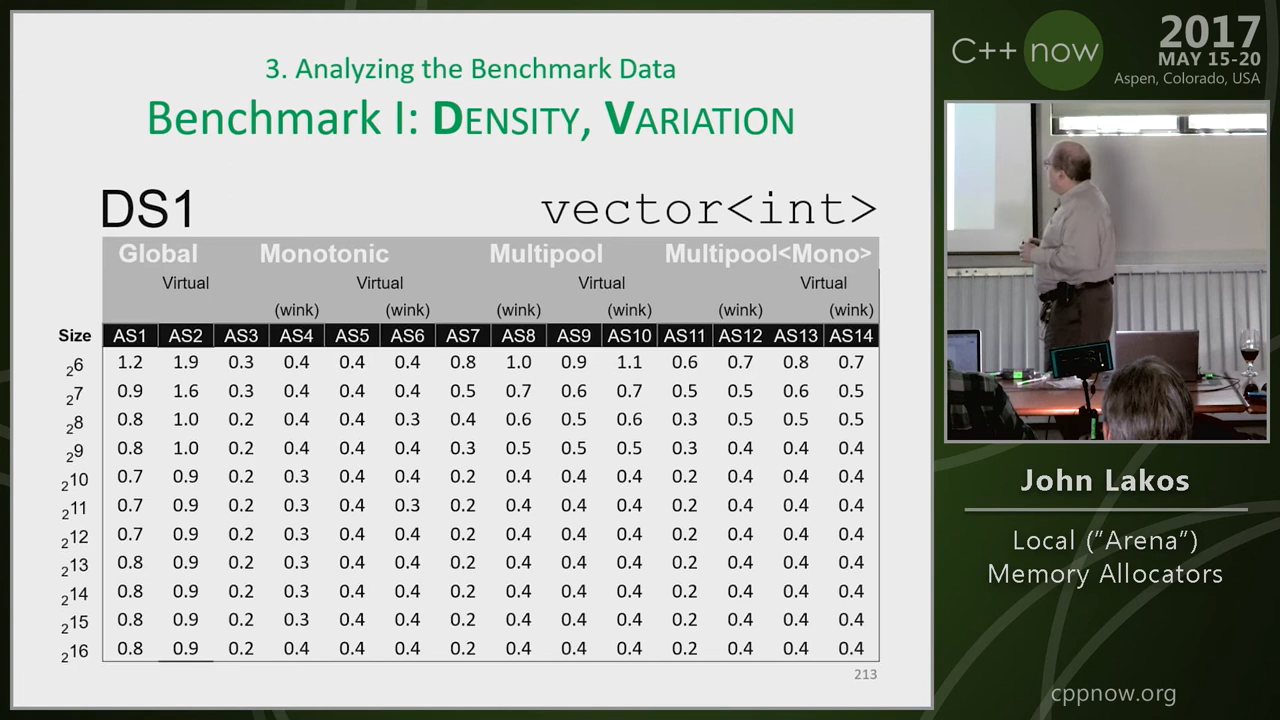 3. Analyzing the Benchmark Data
Benchmark I: DENSITY, VARIATION
DS1 vector<int>
Global Monotonic Multipool Multipool<Mono>
Virtual Virtual Virtual Virtual
(wink) (wink) (wink) (wink) (wink) (wink)
Size AS1 AS2 AS3 AS4 AS5 AS6 AS7 AS8 AS9 AS10 AS11 AS12 AS13 AS14
26 1.2 1.9 0.3 0.4 0.4 0.4 0.8 1.0 0.9 1.1 0.6 0.7 0.8 0.7
27 0.9 1.6 0.3 0.4 0.4 0.4 0.5 0.7 0.6 0.7 0.5 0.5 0.6 0.5
28 0.8 1.0 0.2 0.4 0.4 0.3 0.4 0.6 0.5 0.6 0.3 0.5 0.5 0.5
29 0.8 1.0 0.2 0.4 0.4 0.4 0.3 0.5 0.5 0.5 0.3 0.4 0.4 0.4
210 0.7 0.9 0.2 0.3 0.4 0.4 0.2 0.4 0.4 0.4 0.2 0.4 0.4 0.4
211 0.7 0.9 0.2 0.3 0.4 0.3 0.2 0.4 0.4 0.4 0.2 0.4 0.4 0.4
212 0.7 0.9 0.2 0.3 0.4 0.4 0.2 0.4 0.4 0.4 0.2 0.4 0.4 0.4
213 0.8 0.9 0.2 0.3 0.4 0.4 0.2 0.4 0.4 0.4 0.2 0.4 0.4 0.4
214 0.8 0.9 0.2 0.3 0.4 0.4 0.2 0.4 0.4 0.4 0.2 0.4 0.4 0.4
215 0.8 0.9 0.2 0.3 0.4 0.4 0.2 0.4 0.4 0.4 0.2 0.4 0.4 0.4
216 0.8 0.9 0.2 0.4 0.4 0.4 0.2 0.4 0.4 0.4 0.2 0.4 0.4 0.4
213
C++ now
2017
MAY 15-20
Aspen, Colorado, USA
John Lakos
Local ("Arena")
Memory Allocators
cppnow.org